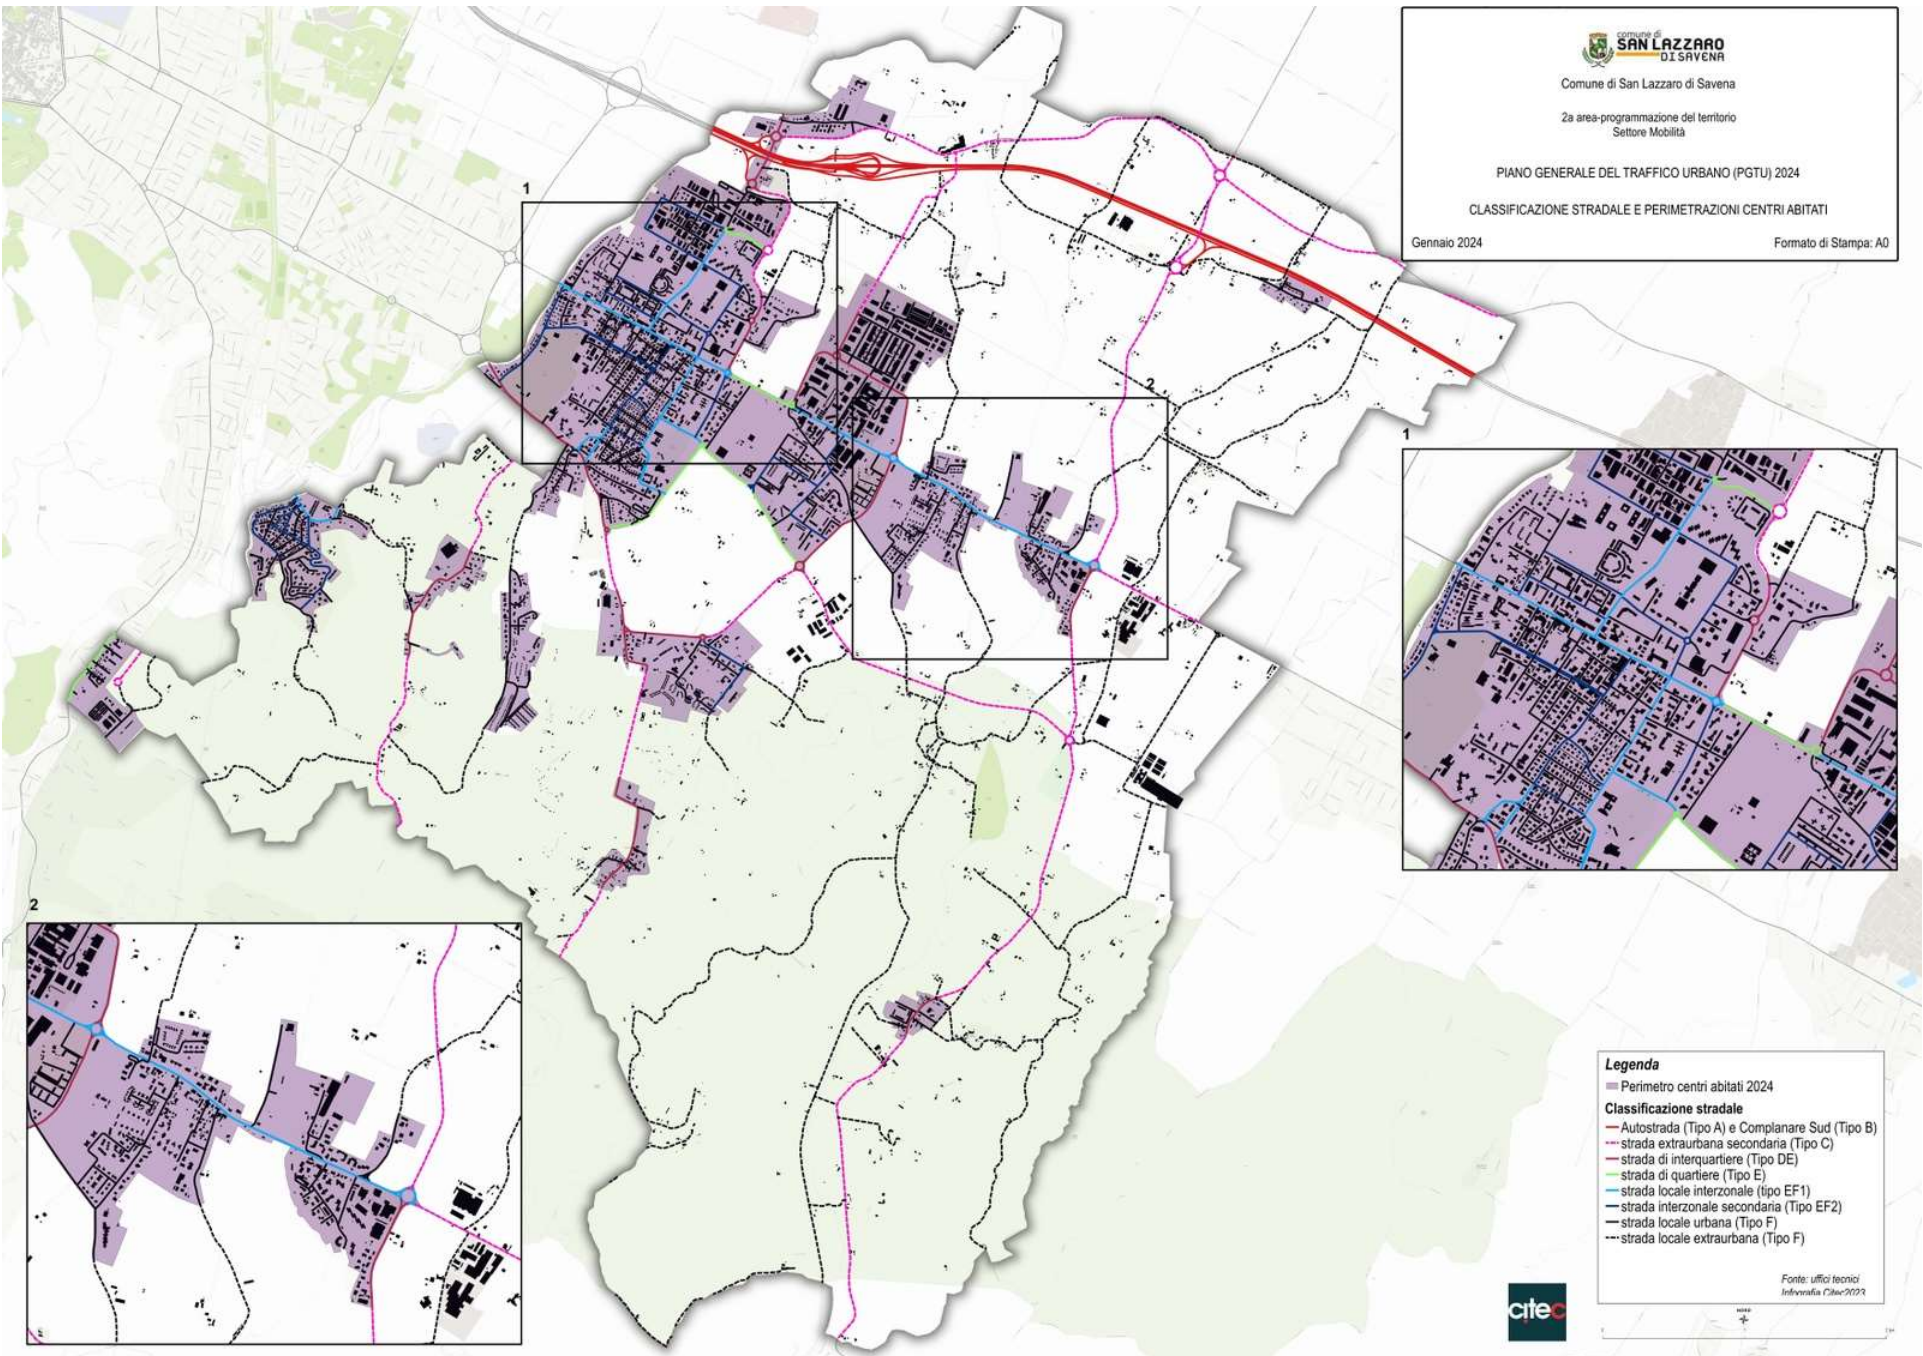 comune di
SAN LAZZARO
DI SAVENA
Comune di San Lazzaro di Savena
2a area-programmazione del territorio
Settore Mobilità
PIANO GENERALE DEL TRAFFICO URBANO (PGTU) 2024
CLASSIFICAZIONE STRADALE E PERIMETRAZIONI CENTRI ABITATI
Gennaio 2024
Formato di Stampa: A0
1
2
1
2
Legenda
Perimetro centri abitati 2024
Classificazione stradale
Autostrada (Tipo A) e Complanare Sud (Tipo B)
strada extraurbana secondaria (Tipo C)
strada di interquartiere (Tipo DE)
strada di quartiere (Tipo E)
strada locale interzonale (tipo EF1)
strada interzonale secondaria (Tipo EF2)
strada locale urbana (Tipo F)
strada locale extraurbana (Tipo F)
Fonte: uffici tecnici
Infografia Citec2023
citec
NORD